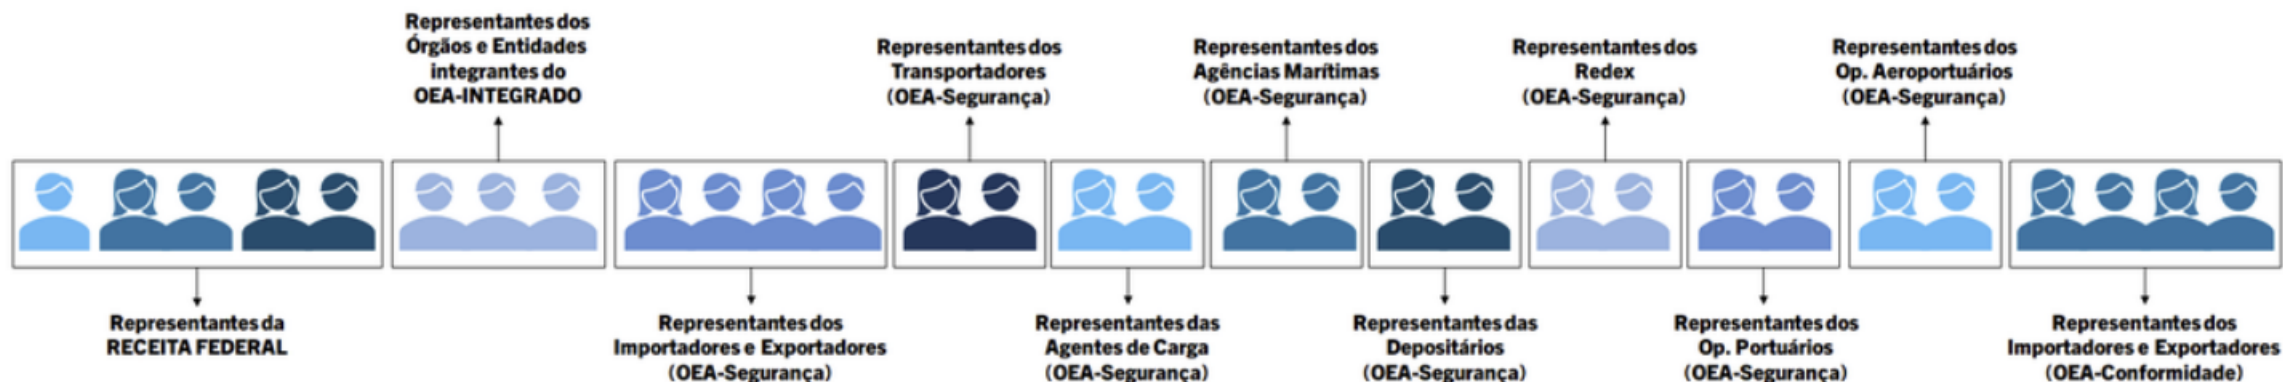 Representantes dos
Órgãos e Entidades
integrantes do
OEA-INTEGRADO
Representantes dos
Transportadores
(OEA-Segurança)
Representantes dos
Agências Marítimas
(OEA-Segurança)
Representantes dos
Redex
(OEA-Segurança)
Representantes dos
Op. Aeroportuários
(OEA-Segurança)
Representantes da
RECEITA FEDERAL
Representantes dos
Importadores e Exportadores
(OEA-Segurança)
Representantes das
Agentes de Carga
(OEA-Segurança)
Representantes das
Depositários
(OEA-Segurança)
Representantes dos
Op. Portuários
(OEA-Segurança)
Representantes dos
Importadores e Exportadores
(OEA-Conformidade)